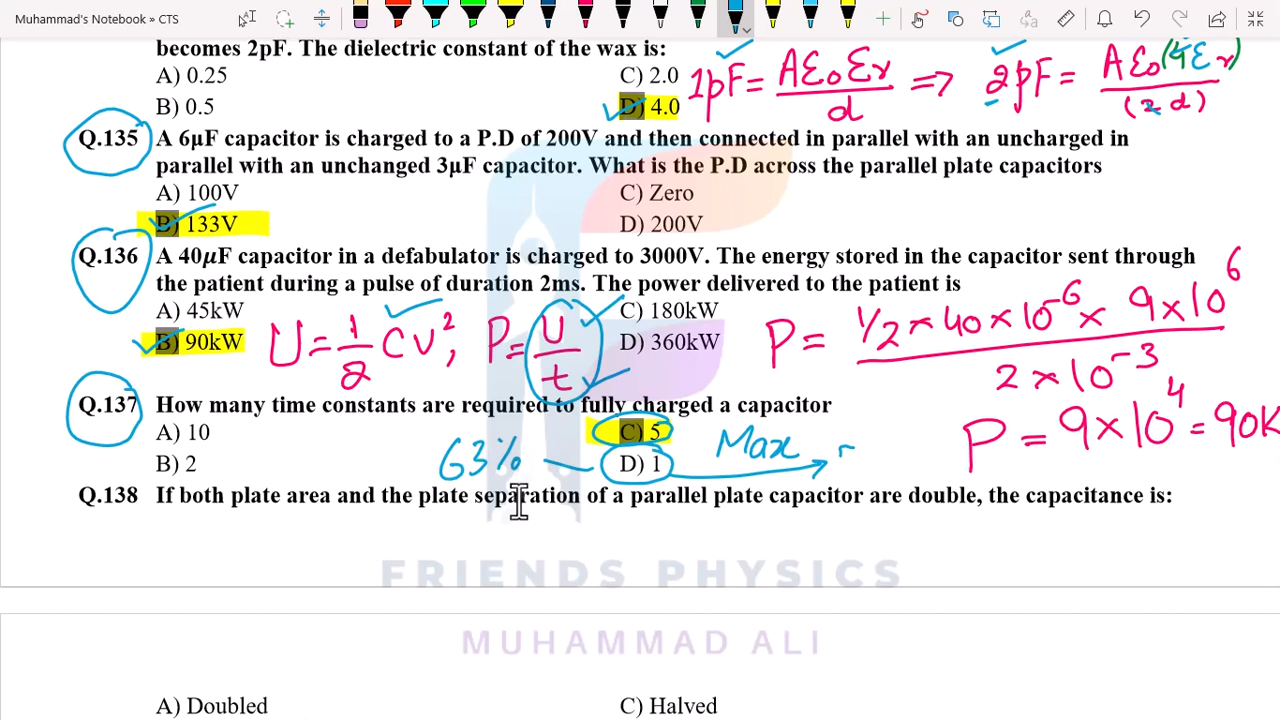 Muhammad's Notebook » CTS
becomes 2pF. The dielectric constant of the wax is:
A) 0.25
C) 2.0
B) 0.5
D) 4.0
1pF = Aε₀εr / d => 2pF = Aε₀(4εr) / (2d)
Q.135 A 6µF capacitor is charged to a P.D of 200V and then connected in parallel with an uncharged in
parallel with an unchanged 3µF capacitor. What is the P.D across the parallel plate capacitors
A) 100V
C) Zero
B) 133V
D) 200V
Q.136 A 40µF capacitor in a defabulator is charged to 3000V. The energy stored in the capacitor sent through
the patient during a pulse of duration 2ms. The power delivered to the patient is
A) 45kW
C) 180kW
B) 90kW
D) 360kW
U = 1/2 CV², P = U/t
P = 1/2 × 40 × 10⁻⁶ × 9 × 10⁶ / 2 × 10⁻³
P = 9 × 10⁴ = 90K
Q.137 How many time constants are required to fully charged a capacitor
A) 10
C) 5
B) 2
D) 1
63%
Max
Q.138 If both plate area and the plate separation of a parallel plate capacitor are double, the capacitance is:
FRIENDS PHYSICS
MUHAMMAD ALI
A) Doubled
C) Halved